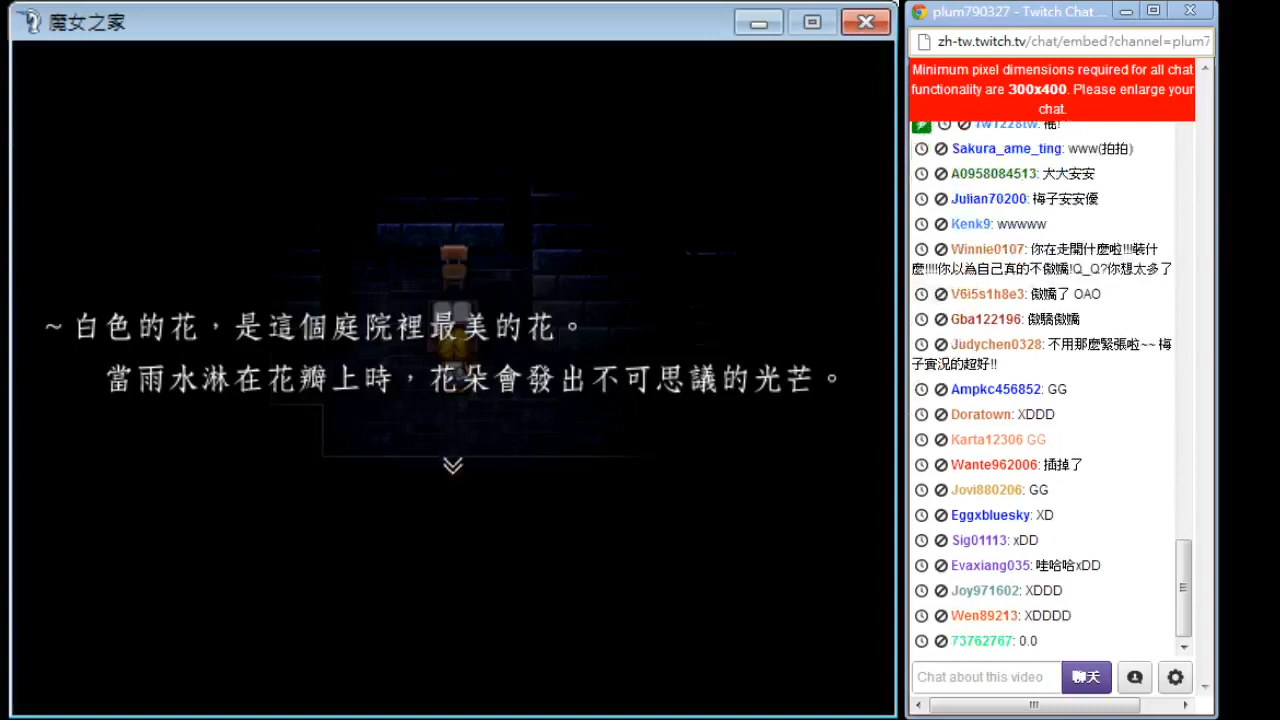 魔女之家
~白色的花,是這個庭院裡最美的花。
當雨水淋在花瓣上時,花朵會發出不可思議的光芒。
plum790327 - Twitch Chat ...
zh-tw.twitch.tv/chat/embed?channel=plum7
Minimum pixel dimensions required for all chat
functionality are 300x400. Please enlarge your
chat.
Tw1228tw:
Sakura_ame_ting: www(拍拍)
A0958084513: 大大安安
Julian70200: 梅子安安優
Kenk9: wwwww
Winnie0107: 你在走開什麼啦!!!裝什
麼!!!!你以為自己真的不傲嬌!Q_Q?你想太多了
V6i5s1h8e3: 傲嬌了 OAO
Gba122196: 傲驕傲嬌
Judychen0328: 不用那麼緊張啦~~ 梅
子實況的超好!!
Ampkc456852: GG
Doratown: XDDD
Karta12306 GG
Wante962006: 插掉了
Jovi880206: GG
Eggxbluesky: XD
Sig01113: xDD
Evaxiang035: 哇哈哈xDD
Joy971602: XDDD
Wen89213: XDDDD
73762767: 0.0
Chat about this video
聊天